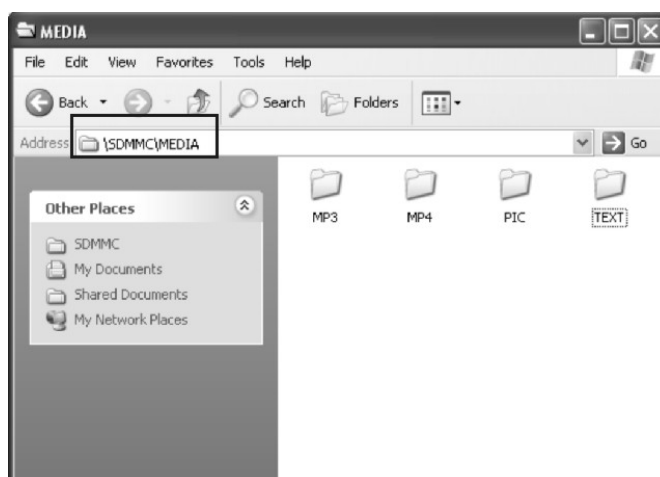 MEDIA
File Edit View Favorites Tools Help
Back Search Folders
Address \SDMMC\MEDIA Go
Other Places
SDMMC
My Documents
Shared Documents
My Network Places
MP3 MP4 PIC TEXT